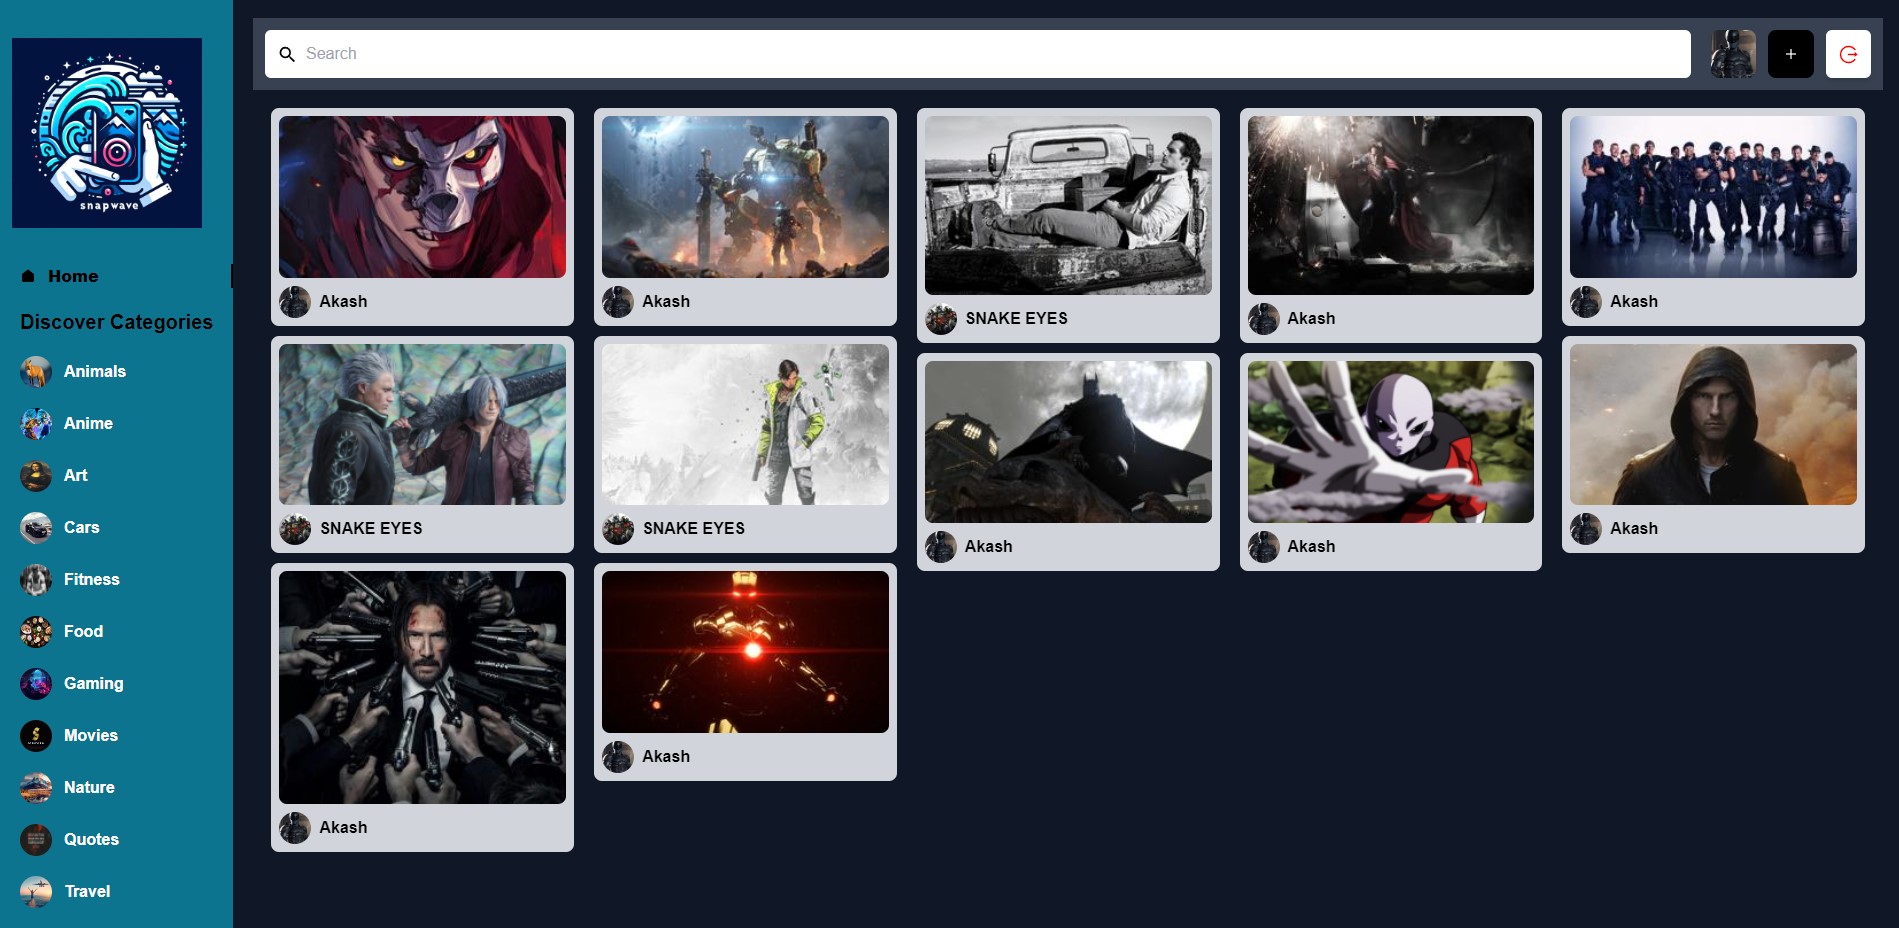 snapwave
Home
Discover Categories
Animals
Anime
Art
Cars
Fitness
Food
Gaming
Movies
Nature
Quotes
Travel
Search
Akash
Akash
SNAKE EYES
Akash
Akash
SNAKE EYES
SNAKE EYES
Akash
Akash
Akash
Akash
Akash